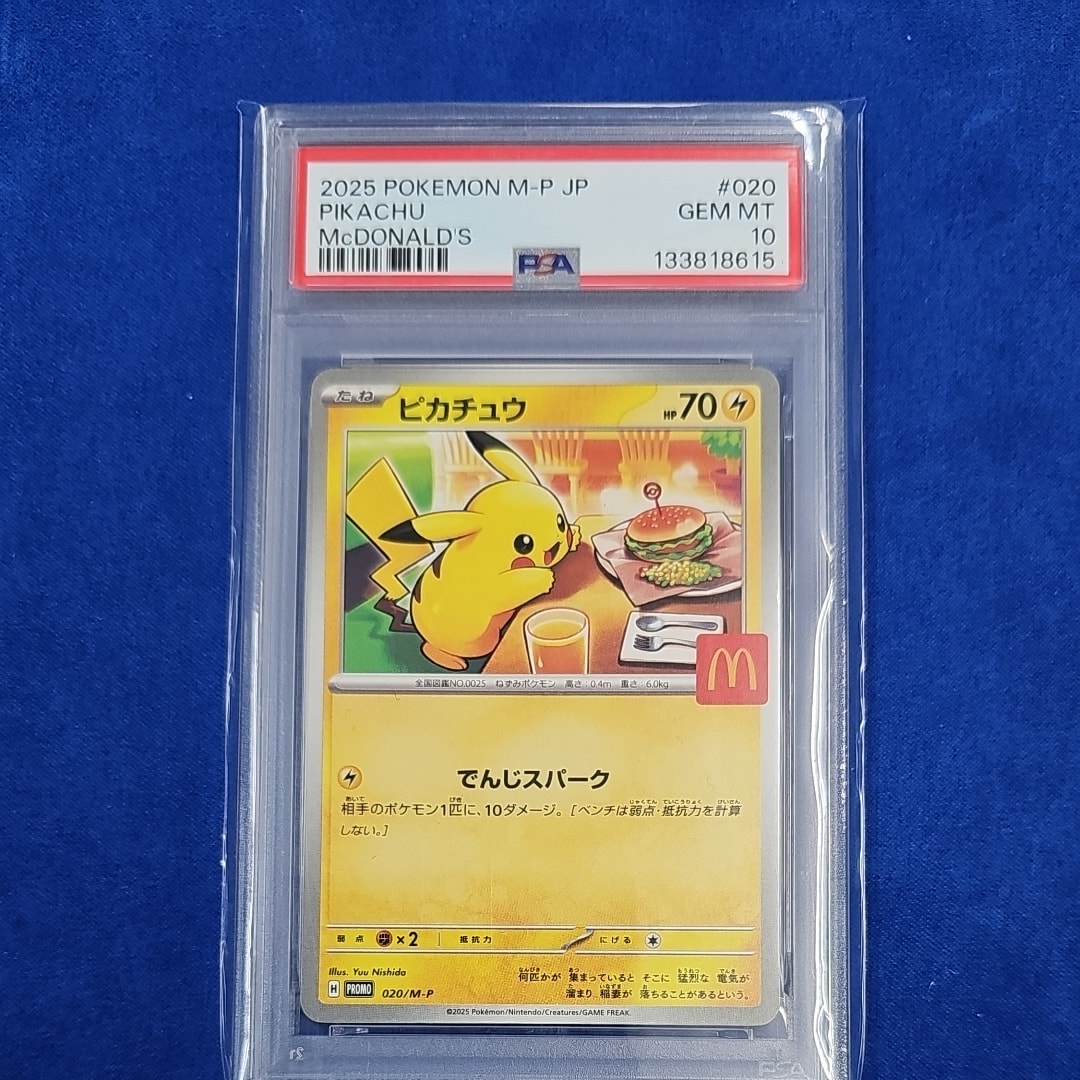 2025 POKEMON M-P JP #020
PIKACHU GEM MT
McDONALD'S 10
PSA 133818615
たね ピカチュウ HP70
全国図鑑NO.0025 ねずみポケモン 高さ:0.4m 重さ:6.0kg
でんじスパーク
相手のポケモン1匹に、10ダメージ。[ベンチは弱点・抵抗力を計算
しない。]
弱点 ×2 抵抗力 にげる
Illus. Yuu Nishida
何匹かが 集まっていると そこに 猛烈な 電気が
溜まり 稲妻が 落ちることがあるという。
H PROMO 020/M-P
©2025 Pokémon/Nintendo/Creatures/GAME FREAK.
PSA